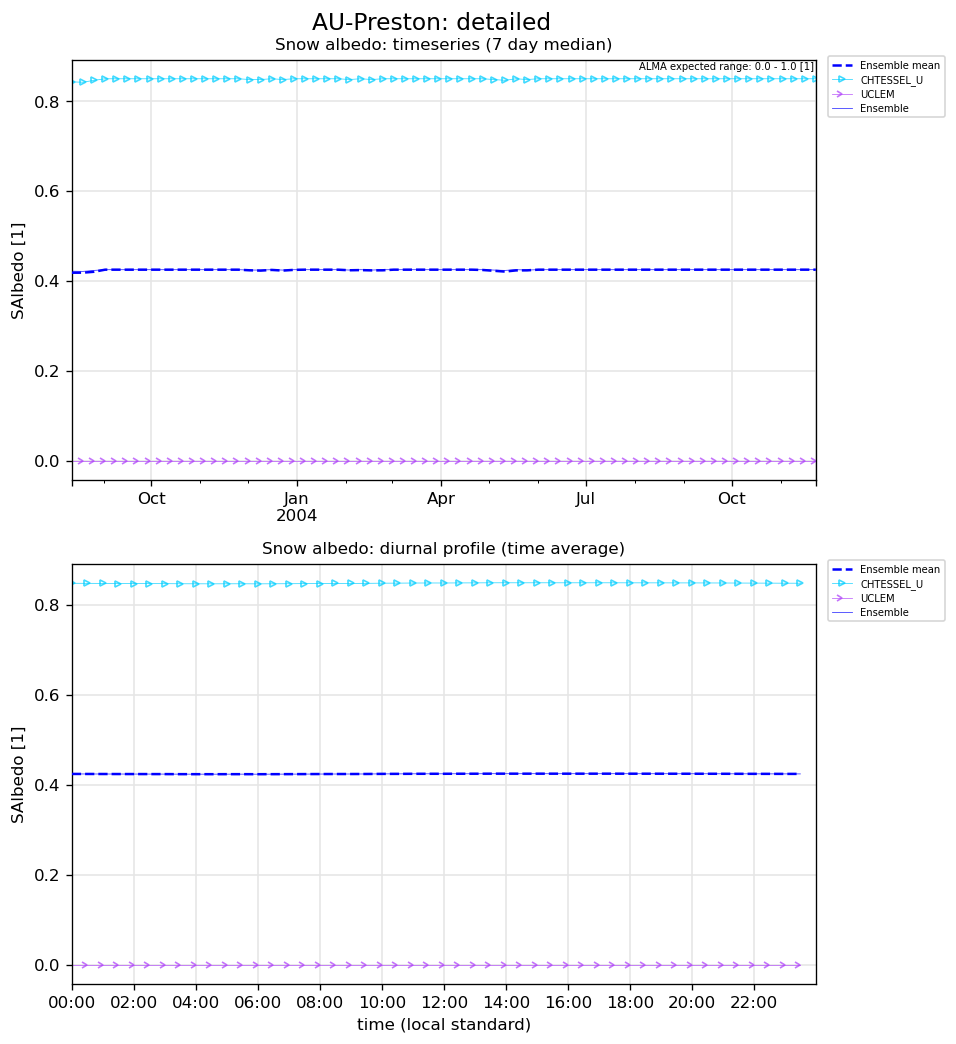 AU-Preston: detailed
Snow albedo: timeseries (7 day median)
ALMA expected range: 0.0 - 1.0 [1]
Ensemble mean
CHTESSEL_U
UCLEM
Ensemble
SAlbedo [1]
0.8
0.6
0.4
0.2
0.0
Oct Jan Apr Jul Oct
2004
Snow albedo: diurnal profile (time average)
Ensemble mean
CHTESSEL_U
UCLEM
Ensemble
SAlbedo [1]
0.8
0.6
0.4
0.2
0.0
00:00 02:00 04:00 06:00 08:00 10:00 12:00 14:00 16:00 18:00 20:00 22:00
time (local standard)